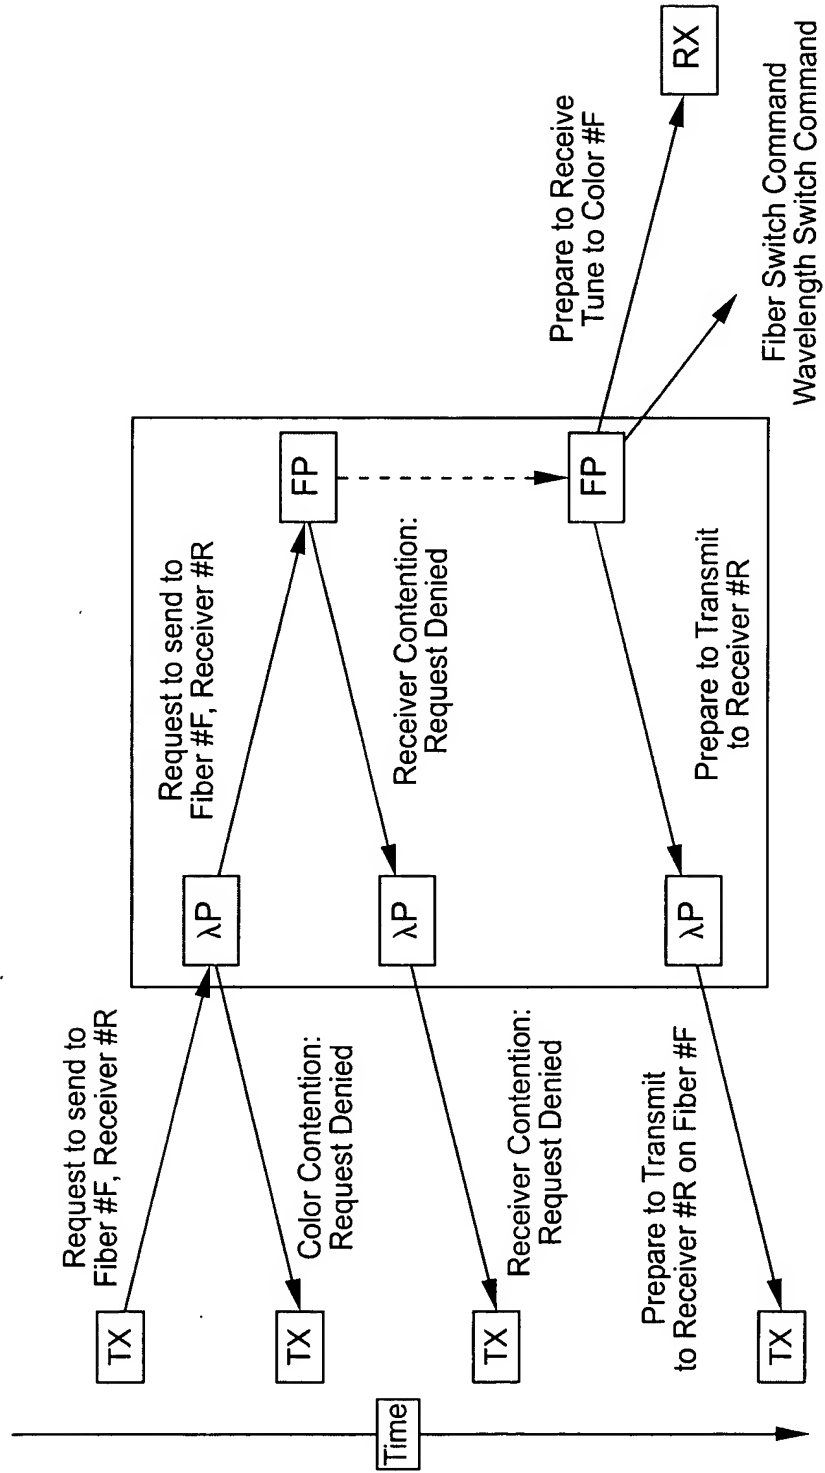 Time
TX
Request to send to
Fiber #F, Receiver #R
λP
Request to send to
Fiber #F, Receiver #R
FP
TX
Color Contention:
Request Denied
λP
Receiver Contention:
Request Denied
TX
Receiver Contention:
Request Denied
FP
Prepare to Receive
Tune to Color #F
RX
Fiber Switch Command
Wavelength Switch Command
λP
Prepare to Transmit
to Receiver #R
TX
Prepare to Transmit
to Receiver #R on Fiber #F